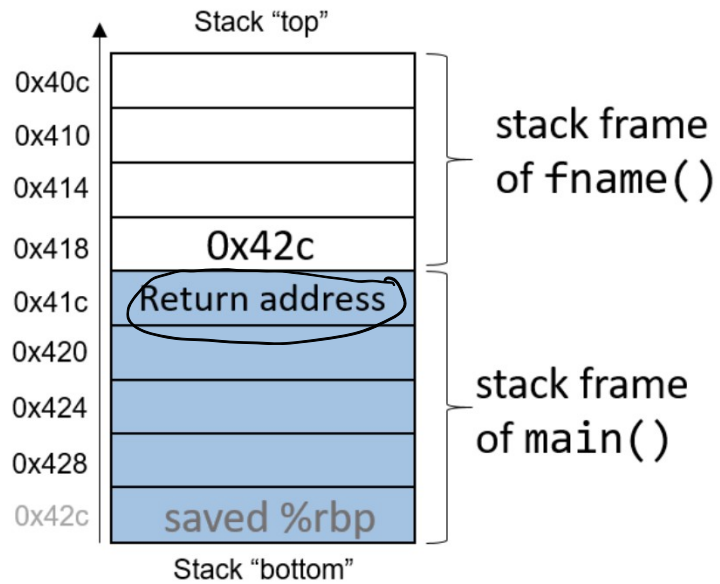 Stack “top”
0x40c
0x410
stack frame
0x414
of fname()
0x418 0x42c
0x41c Return address
0x420
stack frame
0x424
of main()
0x428
0x42c saved %rbp
Stack “bottom”